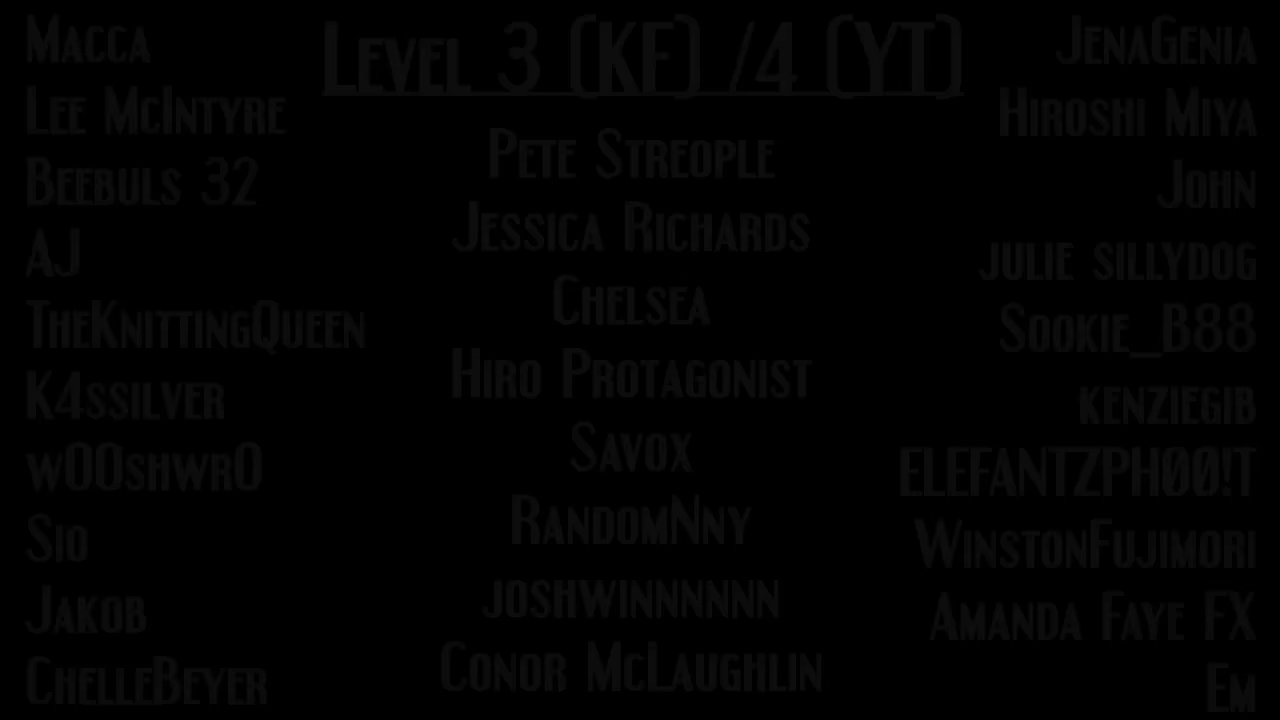 Level 3 (KF) /4 (YT)
Macca
Lee McIntyre
Beebuls 32
AJ
TheKnittingQueen
K4ssilver
w00shwr0
Sio
Jakob
ChelleBeyer
Pete Streople
Jessica Richards
Chelsea
Hiro Protagonist
Savox
RandomNny
joshwinnnnnn
Conor McLaughlin
JenaGenia
Hiroshi Miya
John
julie sillydog
Sookie_B88
kenziegib
ELEFANTZPHØØ!T
WinstonFujimori
Amanda Faye FX
Em